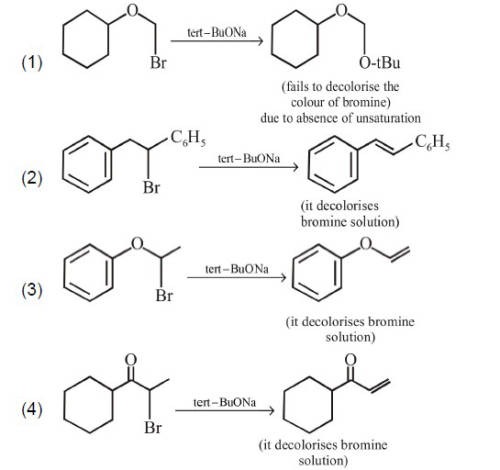 O
tert-BuONa
O
(1)
Br
O-tBu
(fails to decolorise the
colour of bromine)
due to absence of unsaturation
C₆H₅
tert-BuONa
C₆H₅
(2)
Br
(it decolorises
bromine solution)
O
tert-BuONa
O
(3)
Br
(it decolorises bromine
solution)
O
O
tert-BuONa
(4)
Br
(it decolorises bromine
solution)